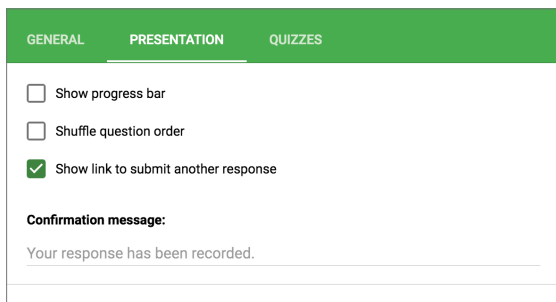 GENERAL PRESENTATION QUIZZES
Show progress bar
Shuffle question order
Show link to submit another response
Confirmation message:
Your response has been recorded.